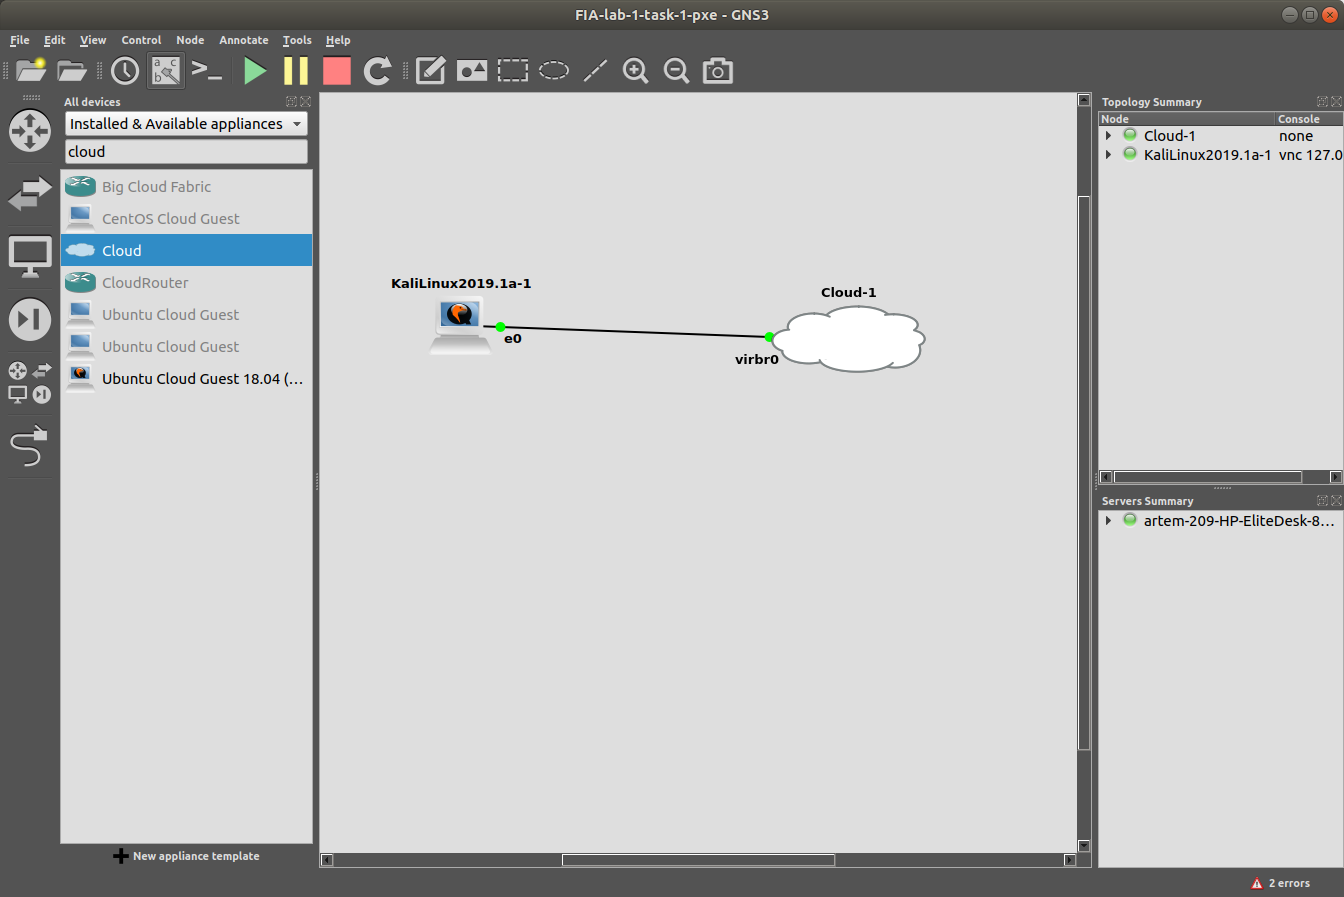 FIA-lab-1-task-1-pxe - GNS3
File Edit View Control Node Annotate Tools Help
All devices
Installed & Available appliances
cloud
Big Cloud Fabric
CentOS Cloud Guest
Cloud
CloudRouter
Ubuntu Cloud Guest
Ubuntu Cloud Guest
Ubuntu Cloud Guest 18.04 (...
New appliance template
KaliLinux2019.1a-1
e0
Cloud-1
virbr0
Topology Summary
Node Console
Cloud-1 none
KaliLinux2019.1a-1 vnc 127.0
Servers Summary
artem-209-HP-EliteDesk-8...
2 errors